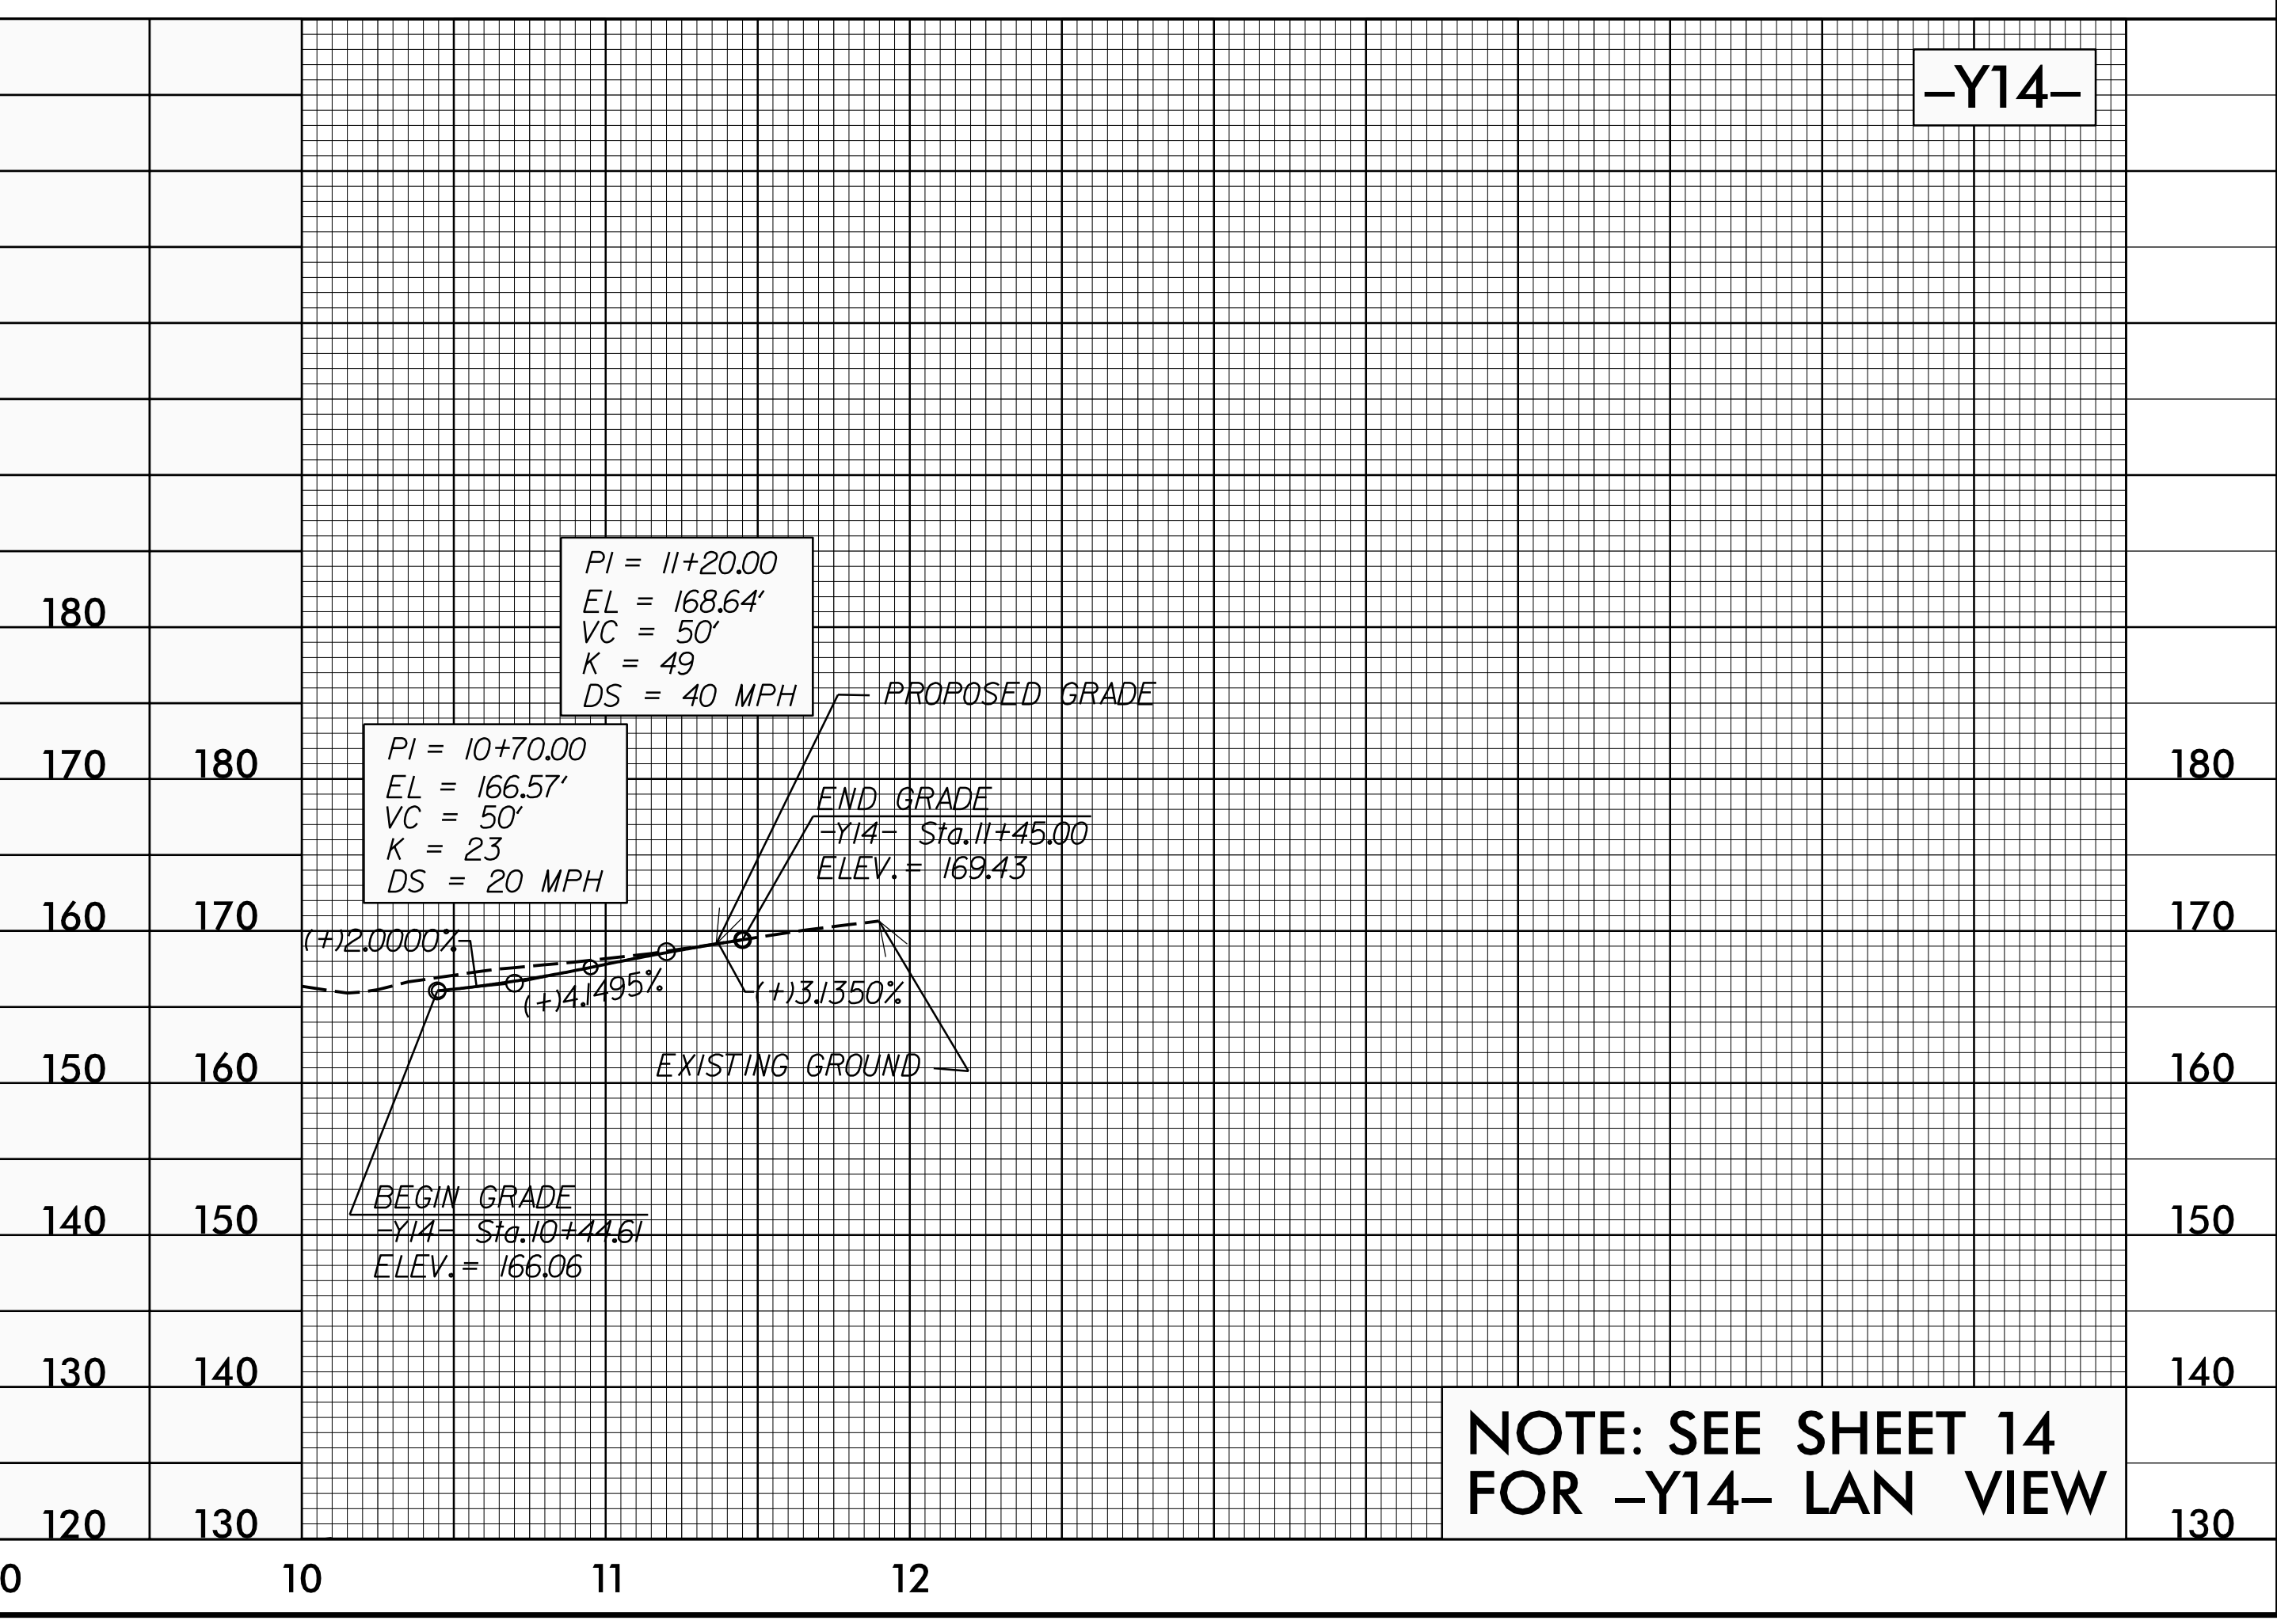 –Y14–
PI = 11+20.00
EL = 168.64'
VC = 50'
K = 49
DS = 40 MPH
PROPOSED GRADE
PI = 10+70.00
EL = 166.57'
VC = 50'
K = 23
DS = 20 MPH
END GRADE
-Y14- Sta.11+45.00
ELEV.= 169.43
(+)2.0000%
(+)4.1495%
(+)3.1350%
EXISTING GROUND
BEGIN GRADE
-Y14- Sta.10+44.61
ELEV.= 166.06
180
170 180 180
160 170 170
150 160 160
140 150 150
130 140 140
120 130 130
NOTE: SEE SHEET 14
FOR –Y14– LAN VIEW
0 10 11 12